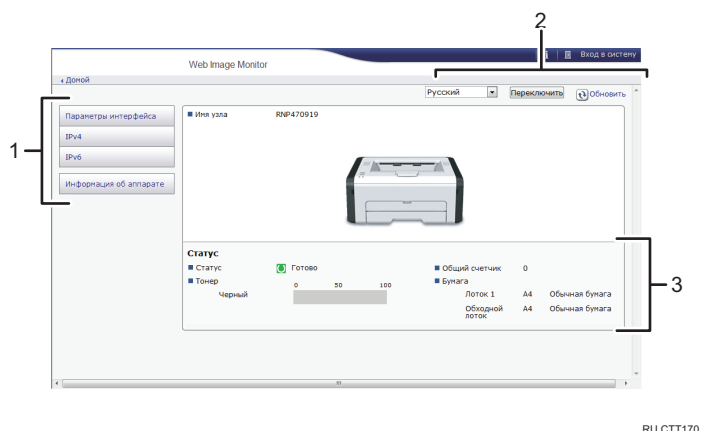 2
Вход в систему
Web Image Monitor
Домой
Русский Переключить Обновить
1
Параметры интерфейса
IPv4
IPv6
Информация об аппарате
Имя узла RNP470919
Статус
Статус Готово
Тонер 0 50 100
Черный
Общий счетчик 0
Бумага
Лоток 1 A4 Обычная бумага
Обходной лоток A4 Обычная бумага
3
RU CTT170